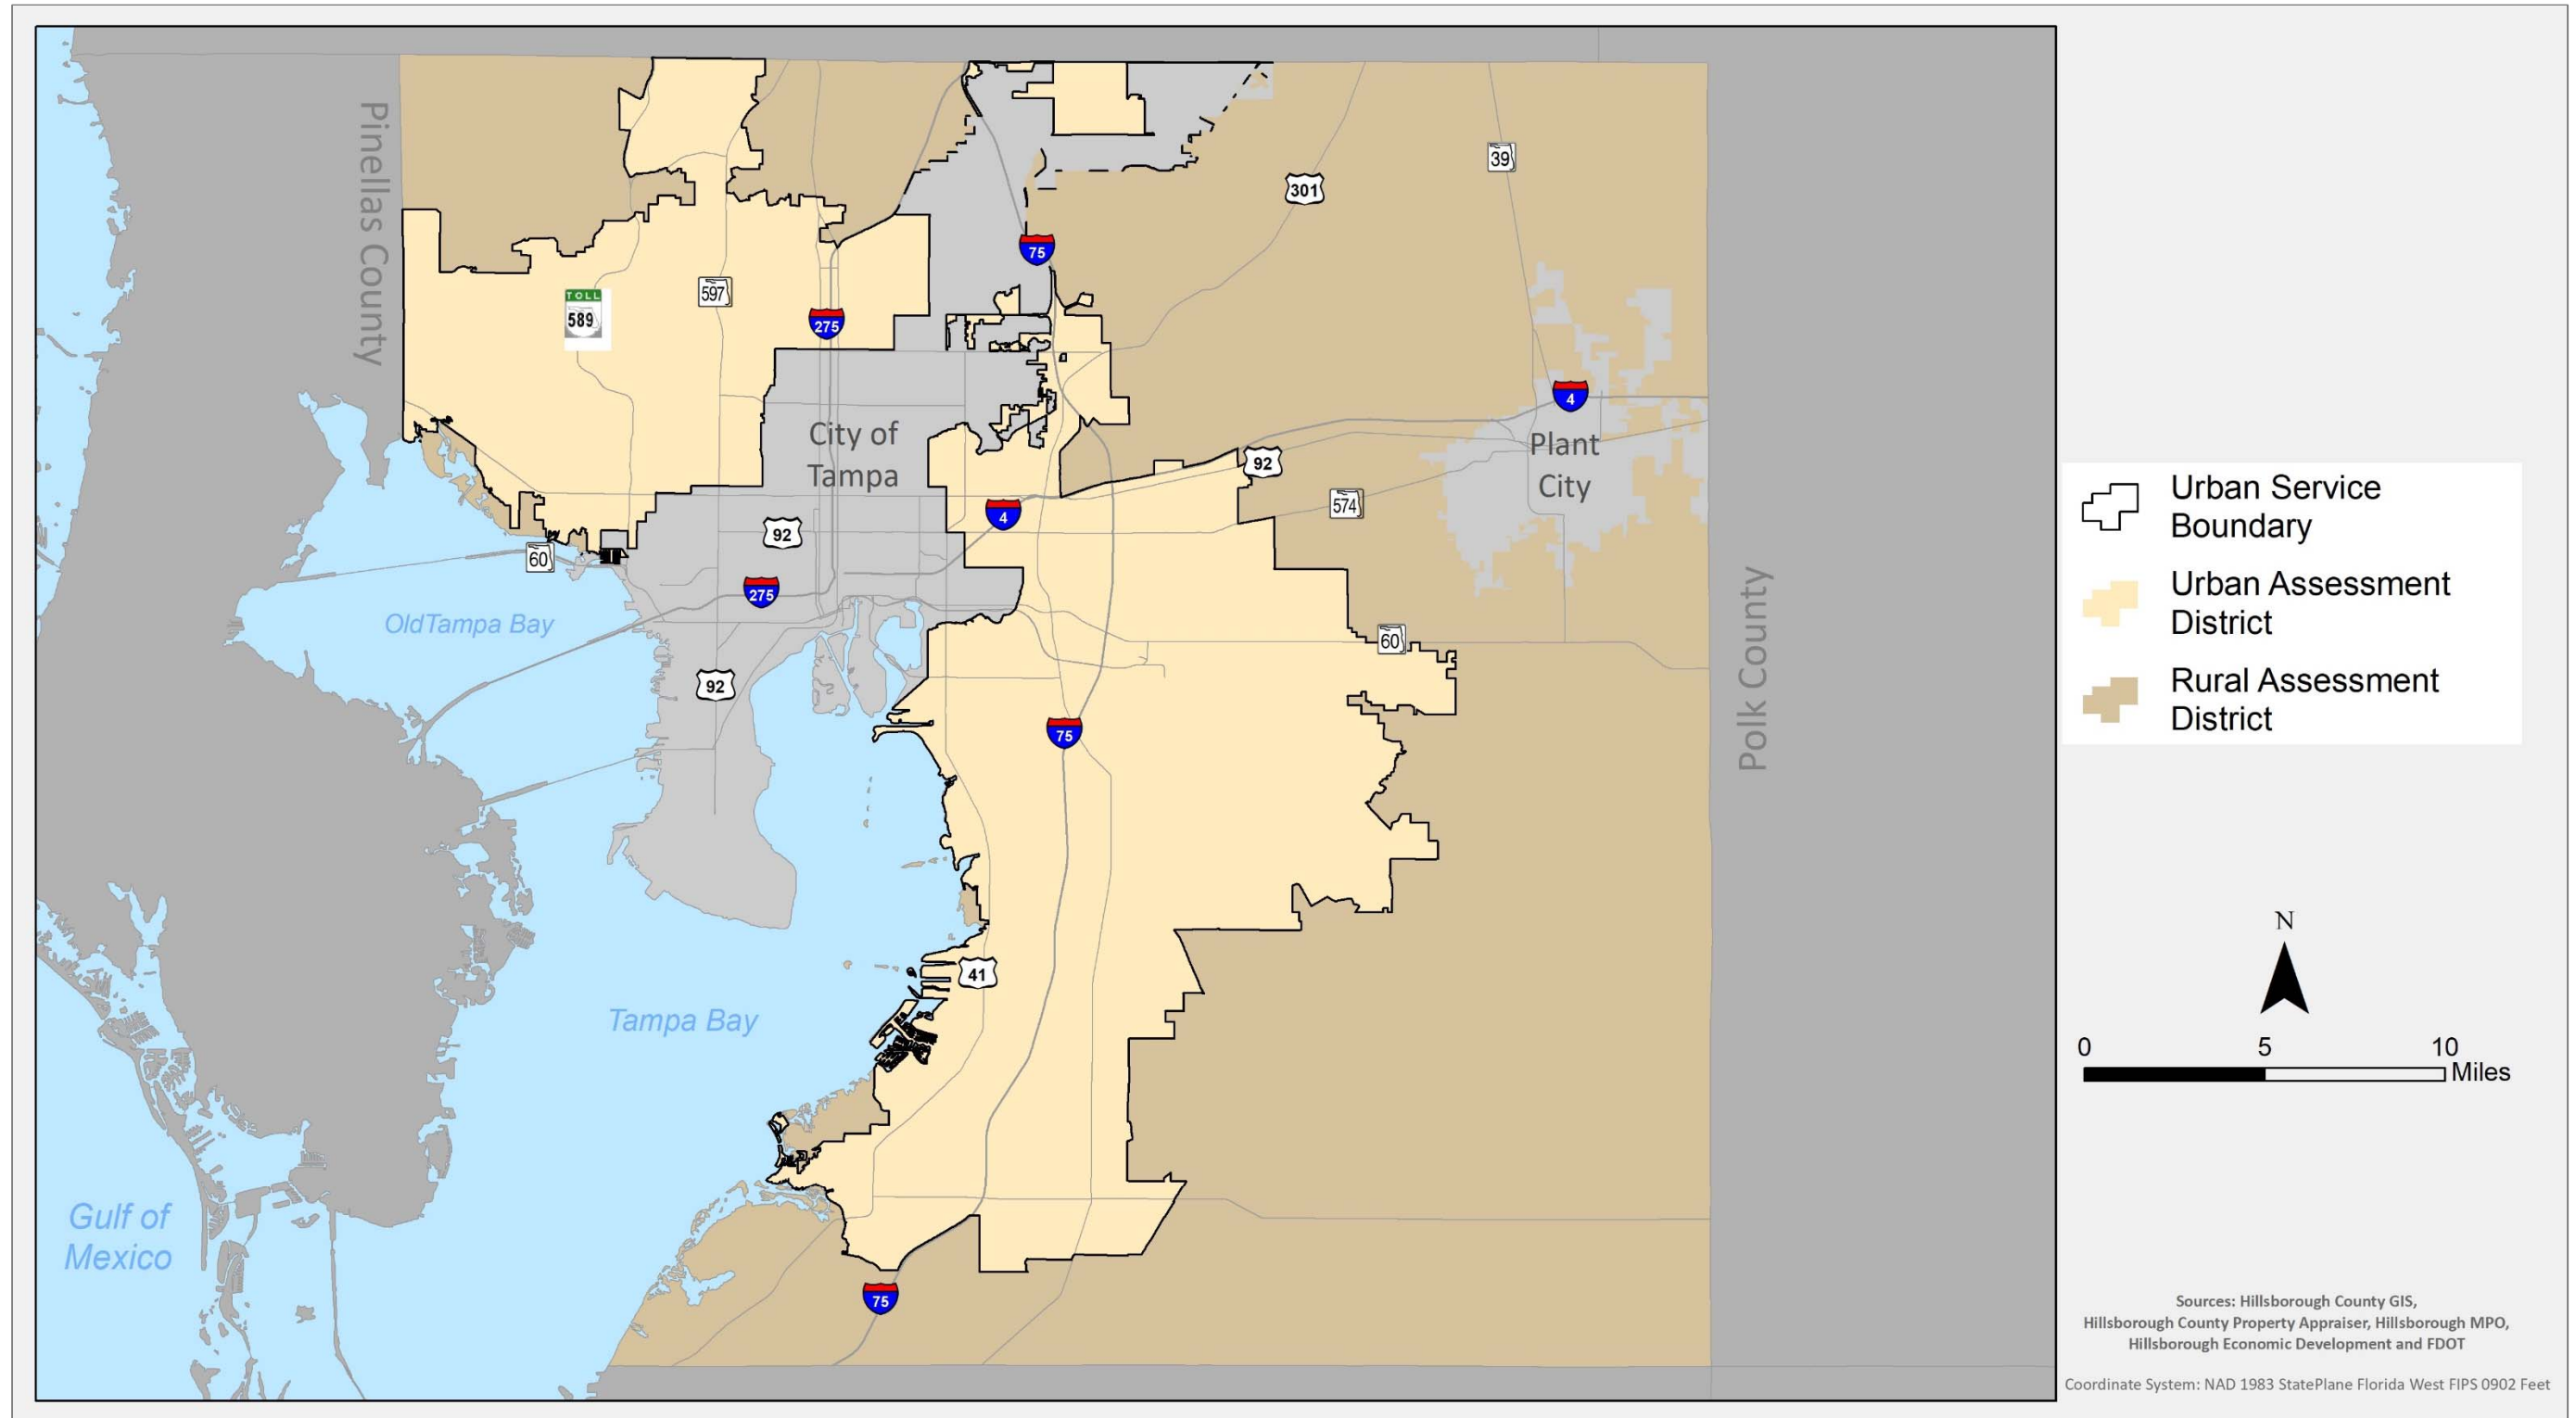 Pinellas County
39
301
75
TOLL
589
597
275
4
City of
Tampa
Plant
City
92
574
4
92
60
275
OldTampa Bay
60
92
75
Polk County
41
Tampa Bay
Gulf of
Mexico
75
Urban Service
Boundary
Urban Assessment
District
Rural Assessment
District
N
0 5 10
Miles
Sources: Hillsborough County GIS,
Hillsborough County Property Appraiser, Hillsborough MPO,
Hillsborough Economic Development and FDOT
Coordinate System: NAD 1983 StatePlane Florida West FIPS 0902 Feet